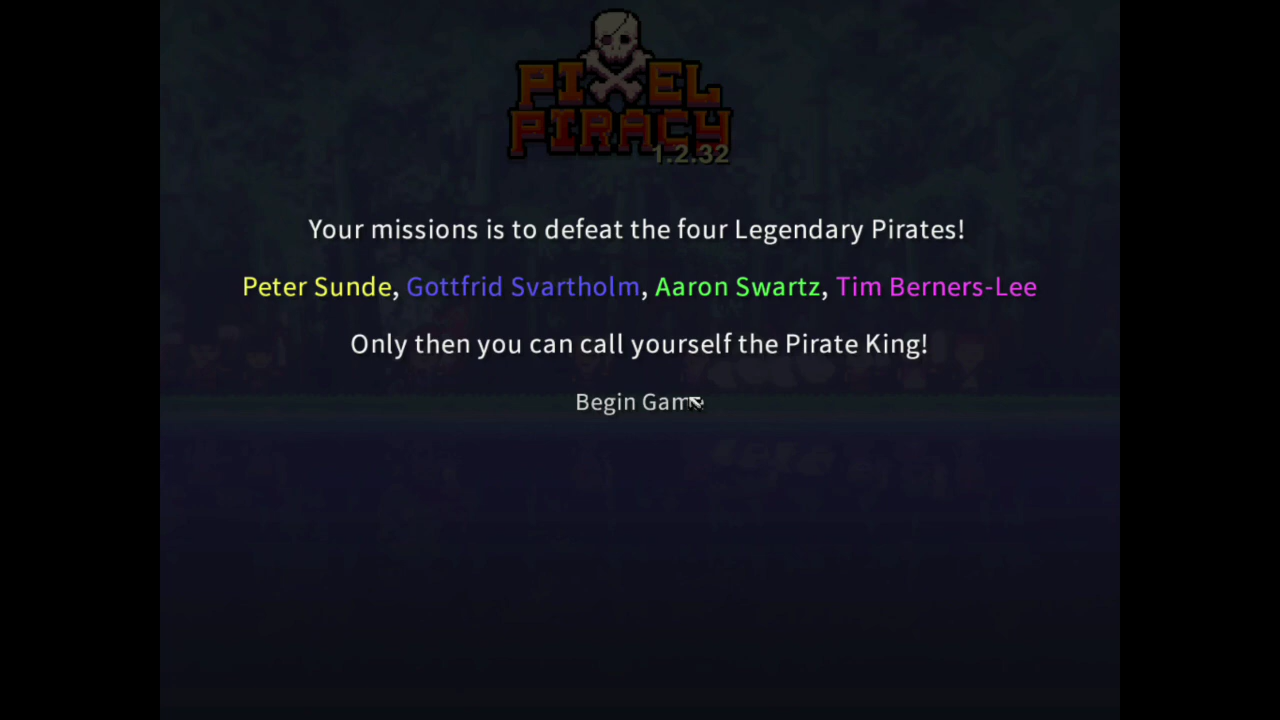 PIXEL
PIRACY
1.2.32
Your missions is to defeat the four Legendary Pirates!
Peter Sunde, Gottfrid Svartholm, Aaron Swartz, Tim Berners-Lee
Only then you can call yourself the Pirate King!
Begin Game